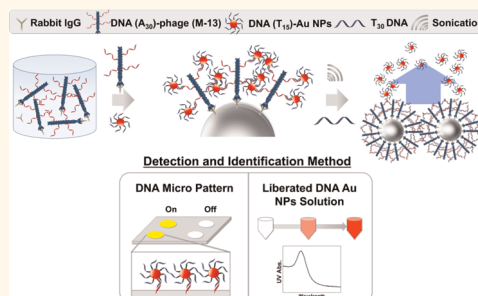 Rabbit IgG DNA (A30)-phage (M-13) DNA (T15)-Au NPs T30 DNA Sonication
Detection and Identification Method
DNA Micro Pattern
On Off
Liberated DNA Au
NPs Solution
UV Abs.